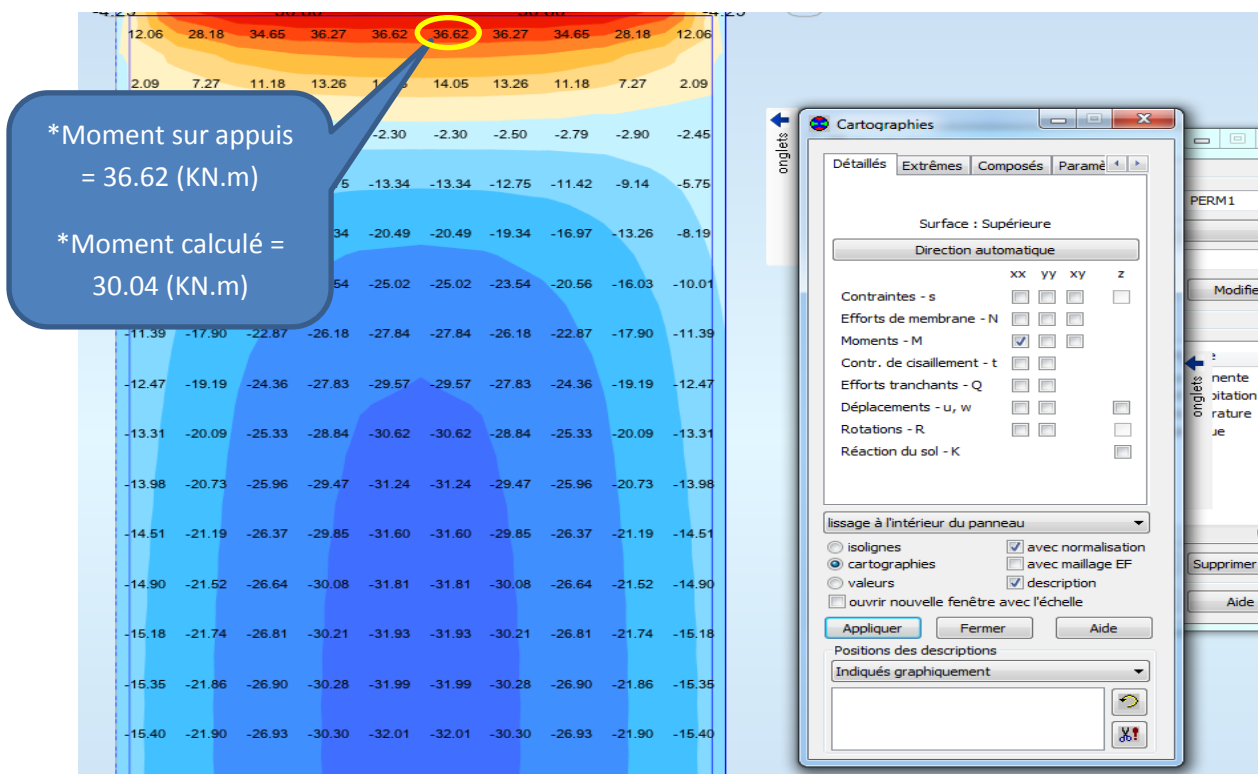 12.06 28.18 34.65 36.27 36.62 36.62 36.27 34.65 28.18 12.06
2.09 7.27 11.18 13.26 14.05 13.26 11.18 7.27 2.09
*Moment sur appuis
= 36.62 (KN.m)
*Moment calculé =
30.04 (KN.m)
-2.30 -2.30 -2.50 -2.79 -2.90 -2.45
-13.34 -13.34 -12.75 -11.42 -9.14 -5.75
-20.49 -20.49 -19.34 -16.97 -13.26 -8.19
-25.02 -25.02 -23.54 -20.56 -16.03 -10.01
-11.39 -17.90 -22.87 -26.18 -27.84 -27.84 -26.18 -22.87 -17.90 -11.39
-12.47 -19.19 -24.36 -27.83 -29.57 -29.57 -27.83 -24.36 -19.19 -12.47
-13.31 -20.09 -25.33 -28.84 -30.62 -30.62 -28.84 -25.33 -20.09 -13.31
-13.98 -20.73 -25.96 -29.47 -31.24 -31.24 -29.47 -25.96 -20.73 -13.98
-14.51 -21.19 -26.37 -29.85 -31.60 -31.60 -29.85 -26.37 -21.19 -14.51
-14.90 -21.52 -26.64 -30.08 -31.81 -31.81 -30.08 -26.64 -21.52 -14.90
-15.18 -21.74 -26.81 -30.21 -31.93 -31.93 -30.21 -26.81 -21.74 -15.18
-15.35 -21.86 -26.90 -30.28 -31.99 -31.99 -30.28 -26.90 -21.86 -15.35
-15.40 -21.90 -26.93 -30.30 -32.01 -32.01 -30.30 -26.93 -21.90 -15.40
onglets
Cartographies
Détaillés Extrêmes Composés Paramè
Surface : Supérieure
Direction automatique
xx yy xy z
Contraintes - s
Efforts de membrane - N
Moments - M
Contr. de cisaillement - t
Efforts tranchants - Q
Déplacements - u, w
Rotations - R
Réaction du sol - K
lissage à l'intérieur du panneau
isolignes avec normalisation
cartographies avec maillage EF
valeurs description
ouvrir nouvelle fenêtre avec l'échelle
Appliquer Fermer Aide
Positions des descriptions
Indiqués graphiquement
PERM1
Modifie
onglets
nente
oitation
rature
ue
Supprimer
Aide